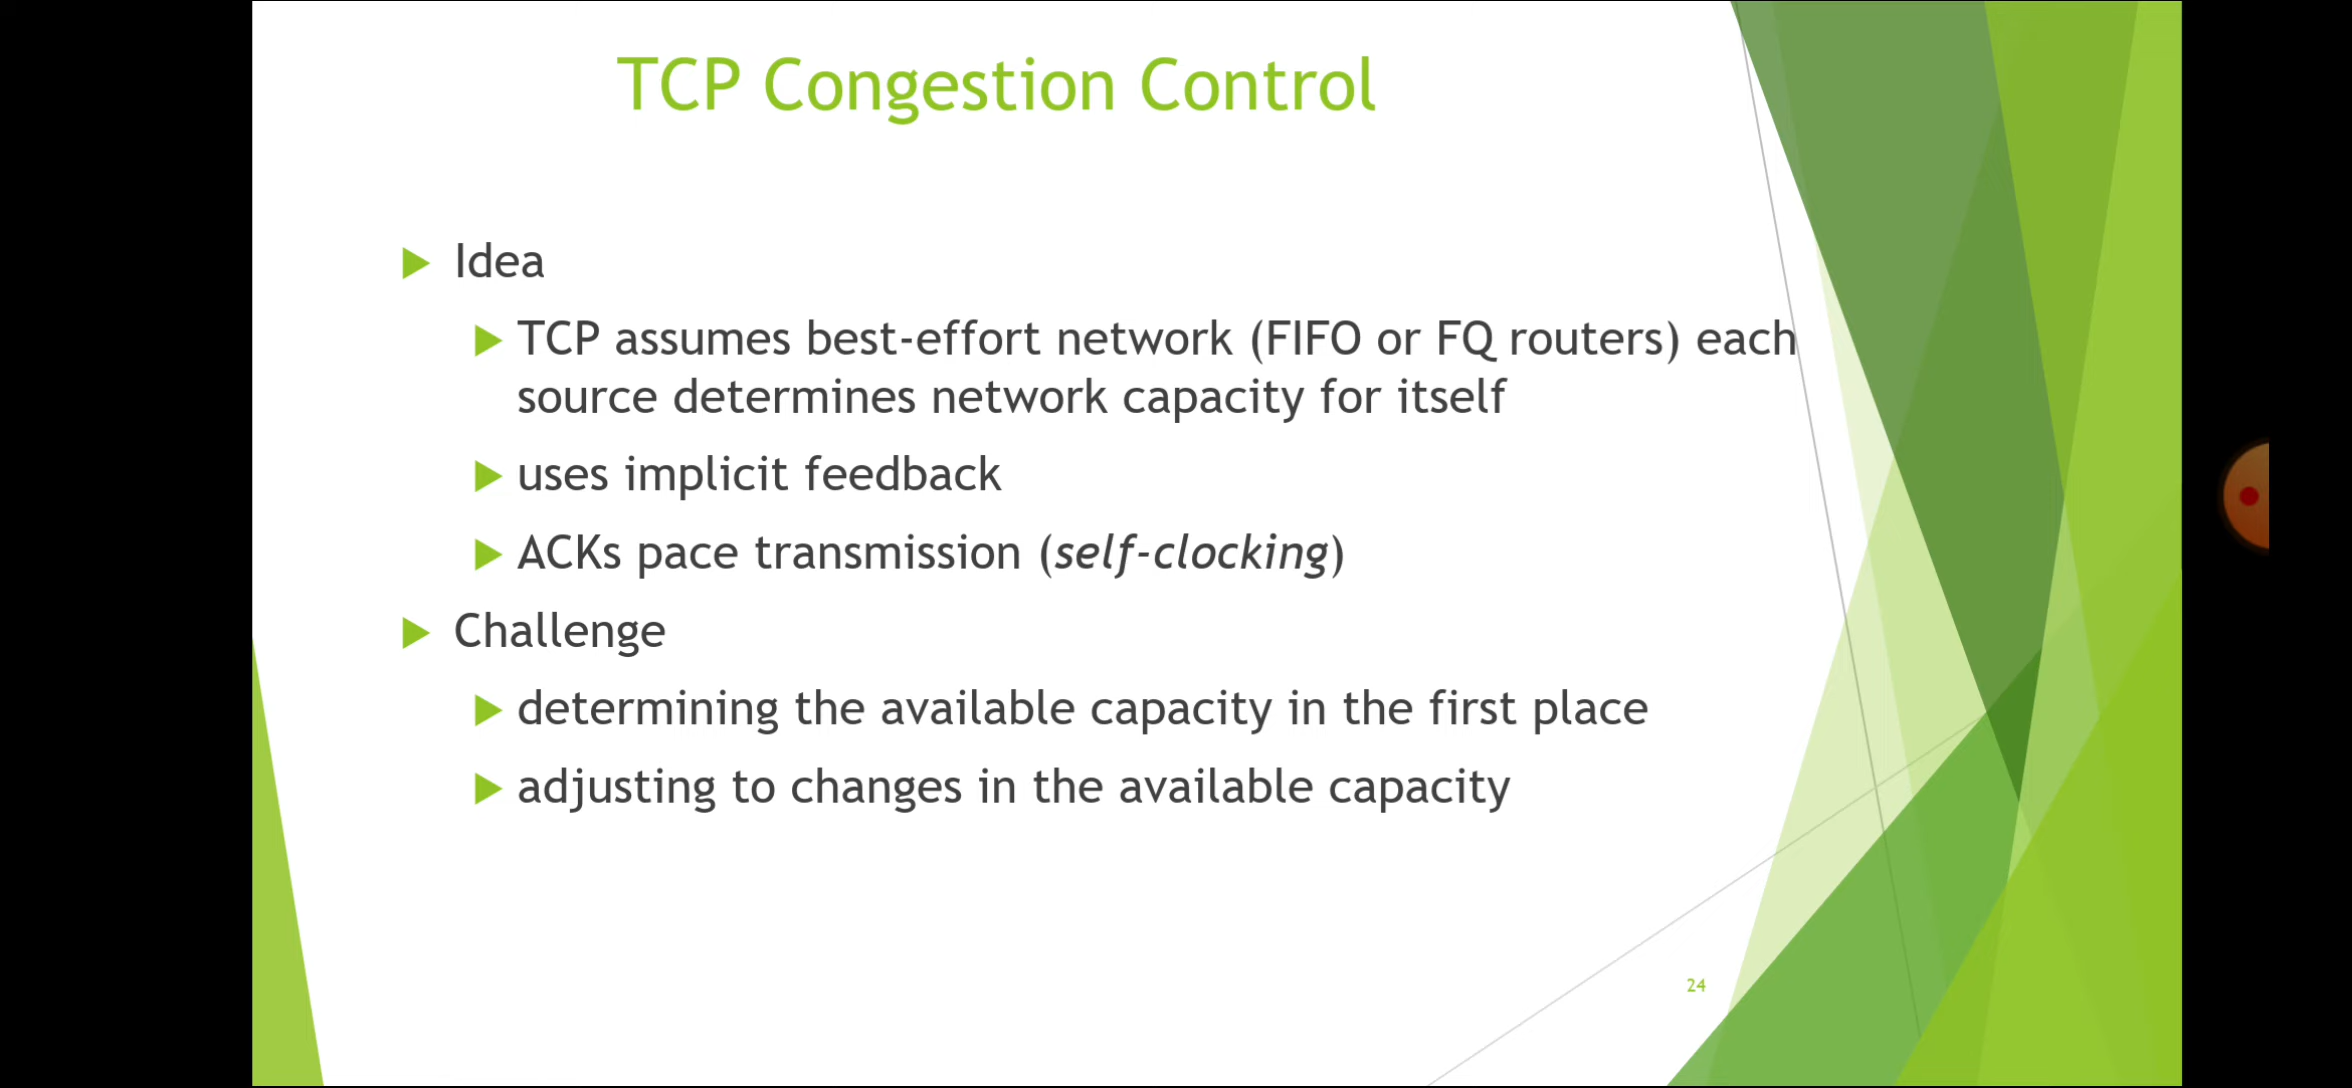 TCP Congestion Control
Idea
TCP assumes best-effort network (FIFO or FQ routers) each
source determines network capacity for itself
uses implicit feedback
ACKs pace transmission (self-clocking)
Challenge
determining the available capacity in the first place
adjusting to changes in the available capacity
24